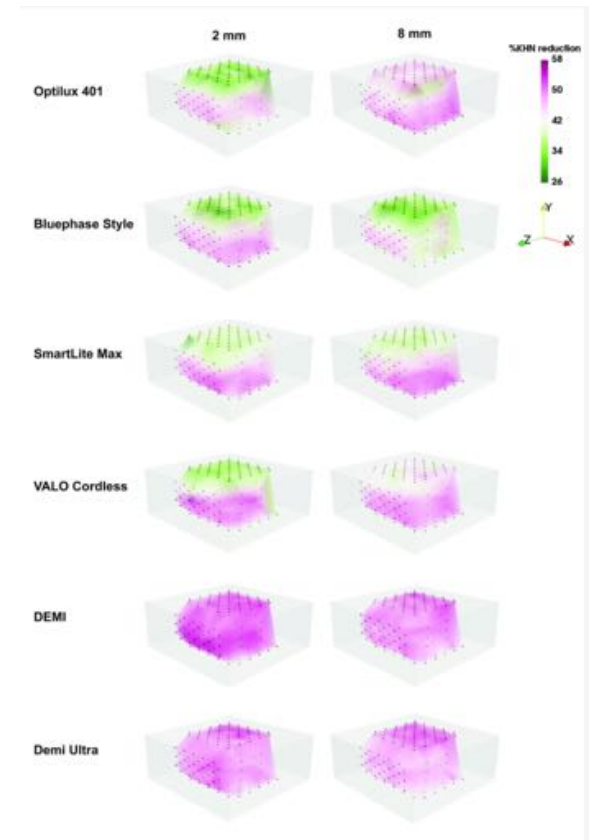 2 mm
8 mm
%KHN reduction
58
Optilux 401
50
42
34
26
Y
Bluephase Style
Z
X
SmartLite Max
VALO Cordless
DEMI
Demi Ultra